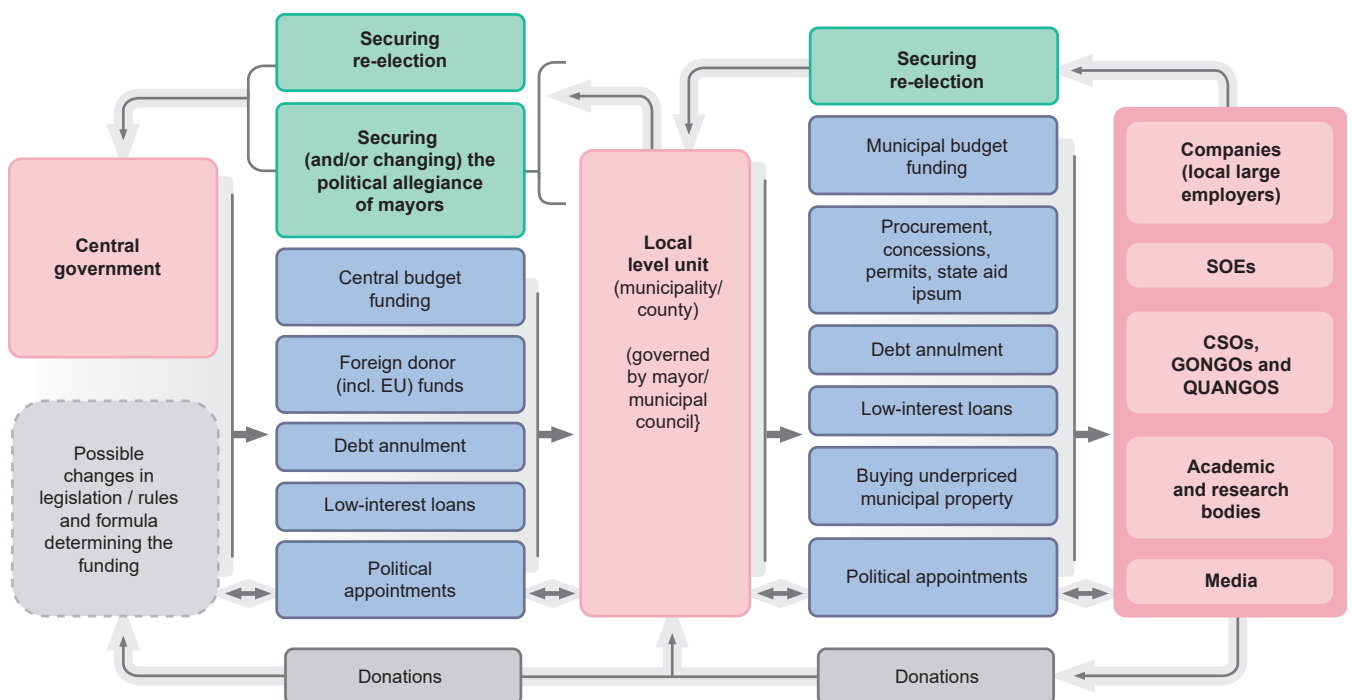 Securing
re-election
Securing
(and/or changing) the
political allegiance
of mayors
Central
government
Possible
changes in
legislation / rules
and formula
determining the
funding
Central budget
funding
Foreign donor
(incl. EU) funds
Debt annulment
Low-interest loans
Political
appointments
Donations
Local
level unit
(municipality/
county)
(governed
by mayor/
municipal
council}
Securing
re-election
Municipal budget
funding
Procurement,
concessions,
permits, state aid
ipsum
Debt annulment
Low-interest loans
Buying underpriced
municipal property
Political appointments
Donations
Companies
(local large
employers)
SOEs
CSOs,
GONGOs and
QUANGOS
Academic
and research
bodies
Media